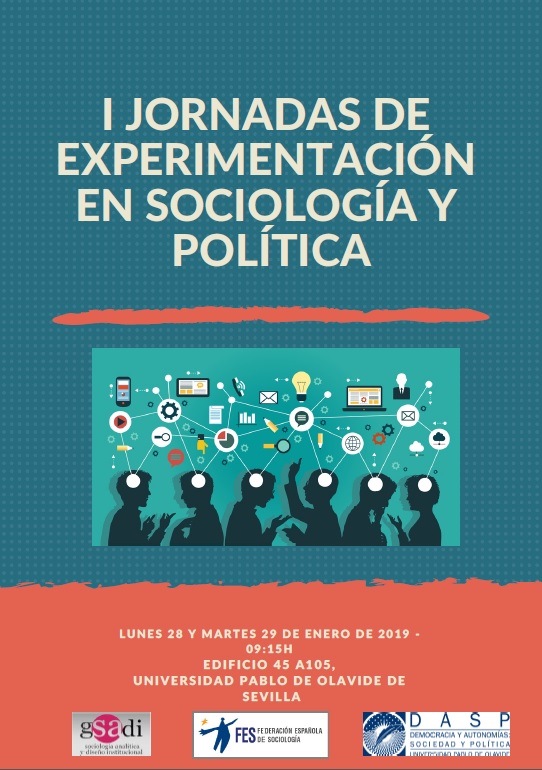 I JORNADAS DE
EXPERIMENTACIÓN
EN SOCIOLOGÍA Y
POLÍTICA
LUNES 28 Y MARTES 29 DE ENERO DE 2019 -
09:15H
EDIFICIO 45 A105,
UNIVERSIDAD PABLO DE OLAVIDE DE
SEVILLA
gsadi
sociología analítica
y diseño institucional
FES FEDERACIÓN ESPAÑOLA
DE SOCIOLOGÍA
DASP
DEMOCRACIA Y AUTONOMÍAS:
SOCIEDAD Y POLÍTICA
UNIVERSIDAD PABLO DE OLAVIDE